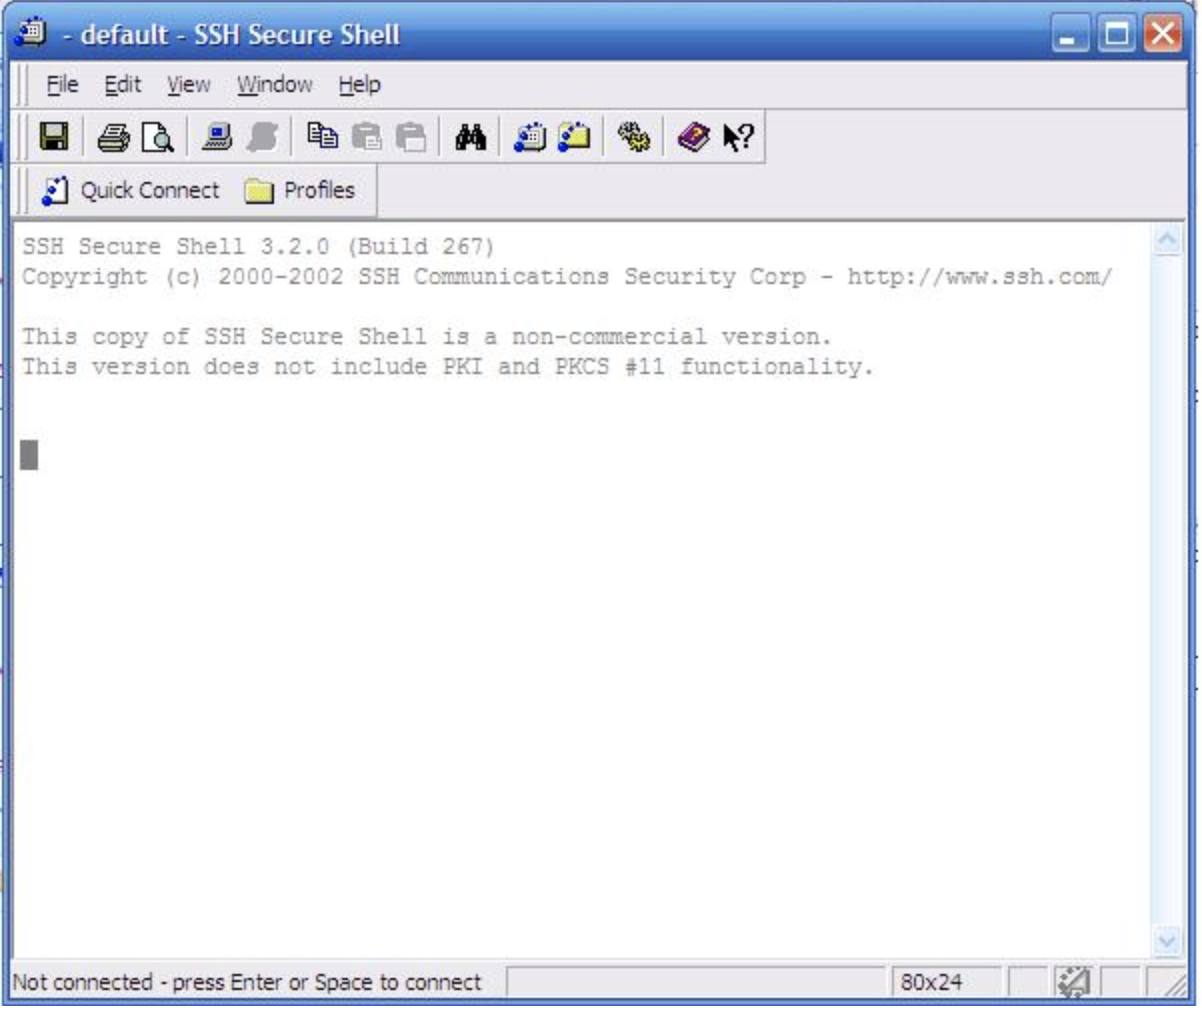 - default - SSH Secure Shell
File Edit View Window Help
Quick Connect Profiles
SSH Secure Shell 3.2.0 (Build 267)
Copyright (c) 2000-2002 SSH Communications Security Corp - http://www.ssh.com/
This copy of SSH Secure Shell is a non-commercial version.
This version does not include PKI and PKCS #11 functionality.
Not connected - press Enter or Space to connect 80x24